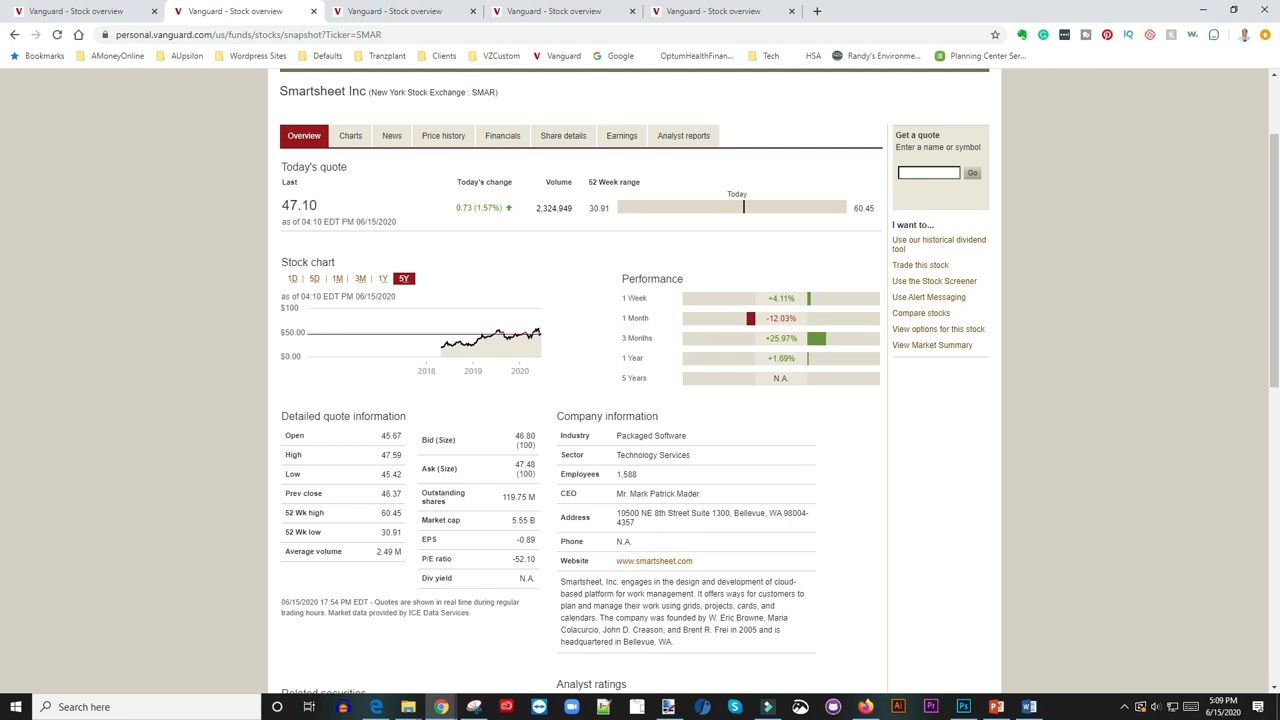 Vanguard - Stock overview
Vanguard - Stock overview
Vanguard - Stock overview
Vanguard - Stock overview
Vanguard - Stock overview
personal.vanguard.com/us/funds/stocks/snapshot?Ticker=SMAR
Bookmarks AMoneyOnline AUpsilon Wordpress Sites Defaults Tranzplant Clients VZCustom Vanguard Google OptumHealthFinan... Tech HSA Randy's Environme... Planning Center Ser...
Smartsheet Inc (New York Stock Exchange : SMAR)
Overview Charts News Price history Financials Share details Earnings Analyst reports
Today's quote
Last Today's change Volume 52 Week range
Today
47.10 0.73 (1.57%) 2,324,949 30.91 60.45
as of 04:10 EDT PM 06/15/2020
Stock chart
1D | 5D | 1M | 3M | 1Y 5Y
as of 04:10 EDT PM 06/15/2020
$100
$50.00
$0.00
2018 2019 2020
Performance
1 Week +4.11%
1 Month -12.03%
3 Months +25.97%
1 Year +1.69%
5 Years N.A.
Detailed quote information
Open 45.67
High 47.59
Low 45.42
Prev close 46.37
52 Wk high 60.45
52 Wk low 30.91
Average volume 2.49 M
Bid (Size) 46.80
(100)
Ask (Size) 47.48
(100)
Outstanding
shares 119.75 M
Market cap 5.55 B
EPS -0.89
P/E ratio -52.10
Div yield N.A.
06/15/2020 17:54 PM EDT - Quotes are shown in real time during regular
trading hours. Market data provided by ICE Data Services.
Company information
Industry Packaged Software
Sector Technology Services
Employees 1,588
CEO Mr. Mark Patrick Mader
Address 10500 NE 8th Street Suite 1300, Bellevue, WA 98004-
4357
Phone N.A.
Website www.smartsheet.com
Smartsheet, Inc. engages in the design and development of cloud-
based platform for work management. It offers ways for customers to
plan and manage their work using grids, projects, cards, and
calendars. The company was founded by W. Eric Browne, Maria
Colacurcio, John D. Creason, and Brent R. Frei in 2005 and is
headquartered in Bellevue, WA.
Related securities
Analyst ratings
Get a quote
Enter a name or symbol
Go
I want to...
Use our historical dividend
tool
Trade this stock
Use the Stock Screener
Use Alert Messaging
Compare stocks
View options for this stock
View Market Summary
Search here
5:09 PM
6/15/2020